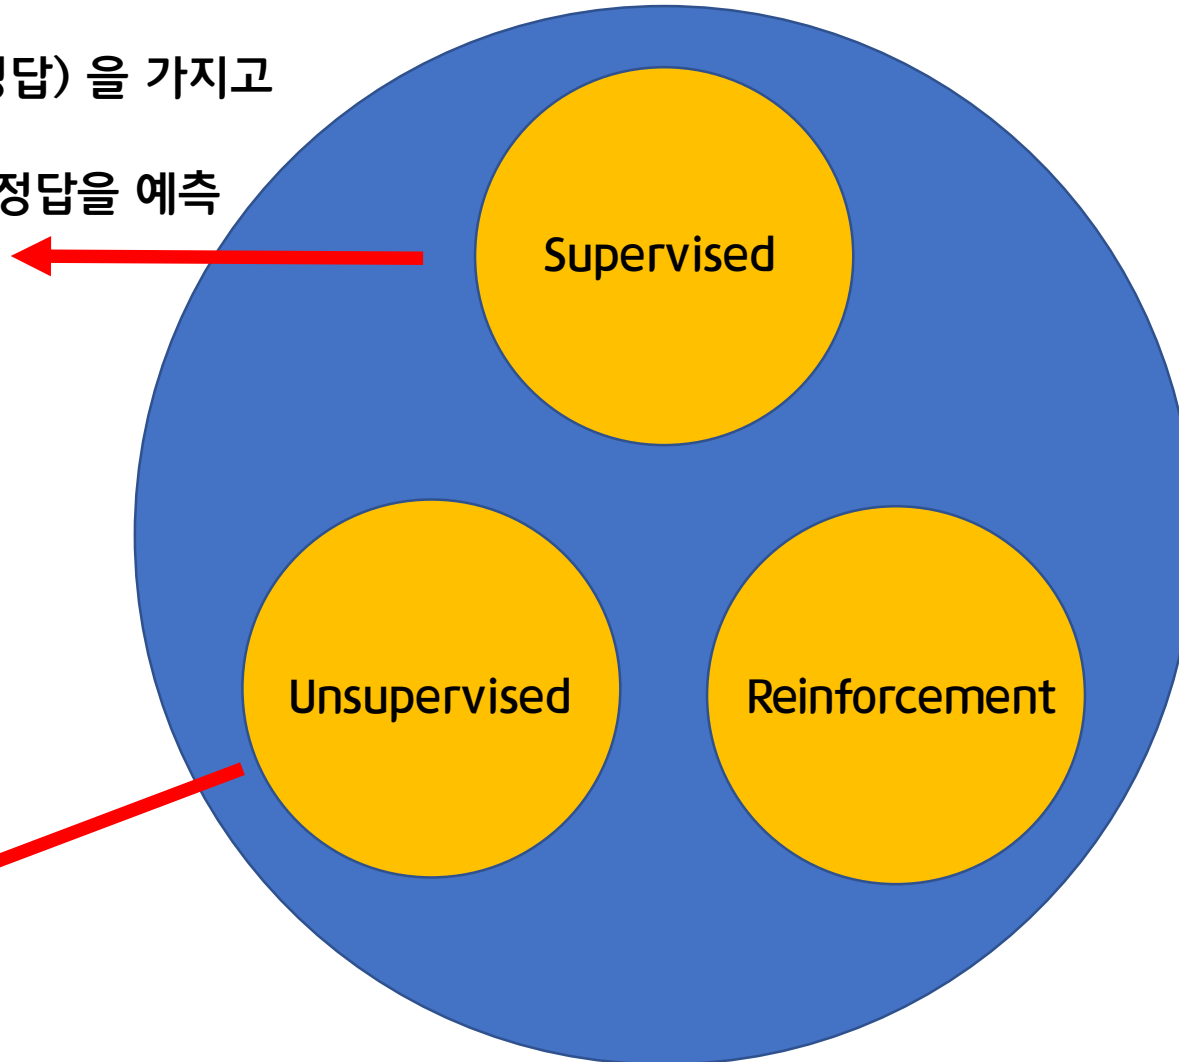 답) 을 가지고
정답을 예측
Supervised
Unsupervised
Reinforcement